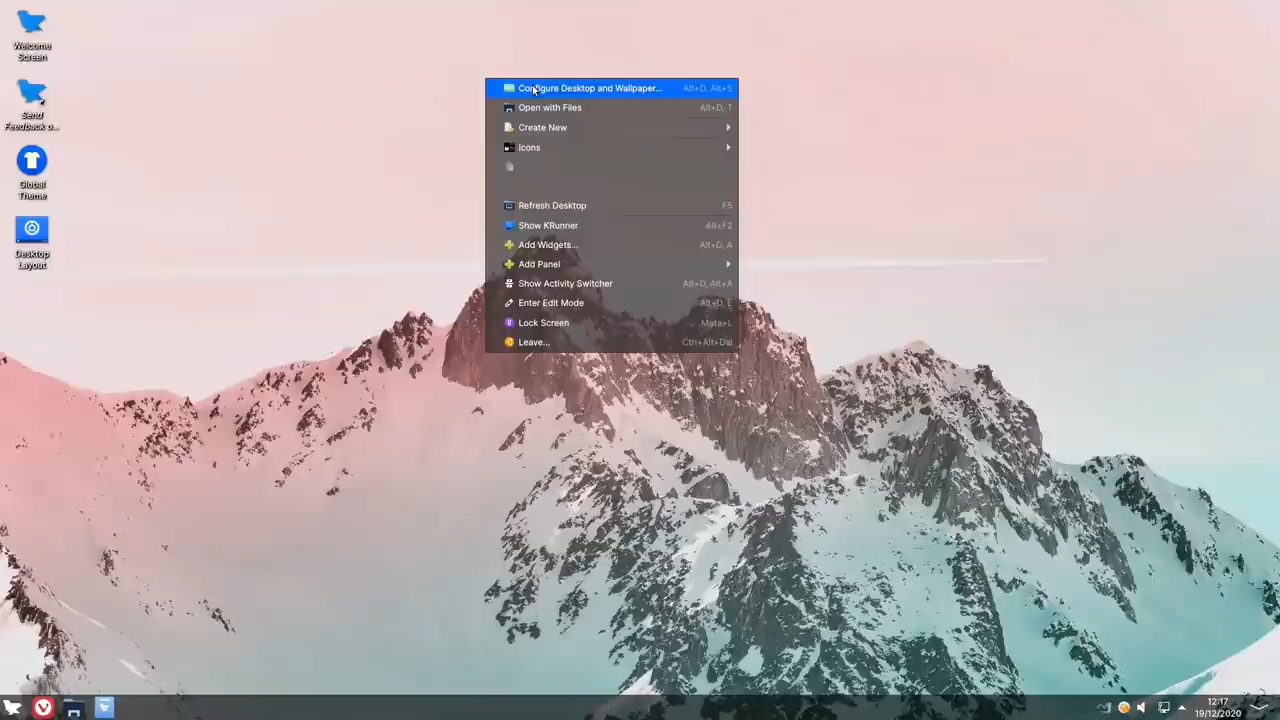 Welcome
Screen
Send
Feedback o...
Global
Theme
Desktop
Layout
Configure Desktop and Wallpaper... Alt+D, Alt+S
Open with Files Alt+D, T
Create New
Icons
Refresh Desktop F5
Show KRunner Alt+F2
Add Widgets... Alt+D, A
Add Panel
Show Activity Switcher Alt+D, Alt+A
Enter Edit Mode Alt+D, E
Lock Screen Meta+L
Leave... Ctrl+Alt+Del
12:17
19/12/2020